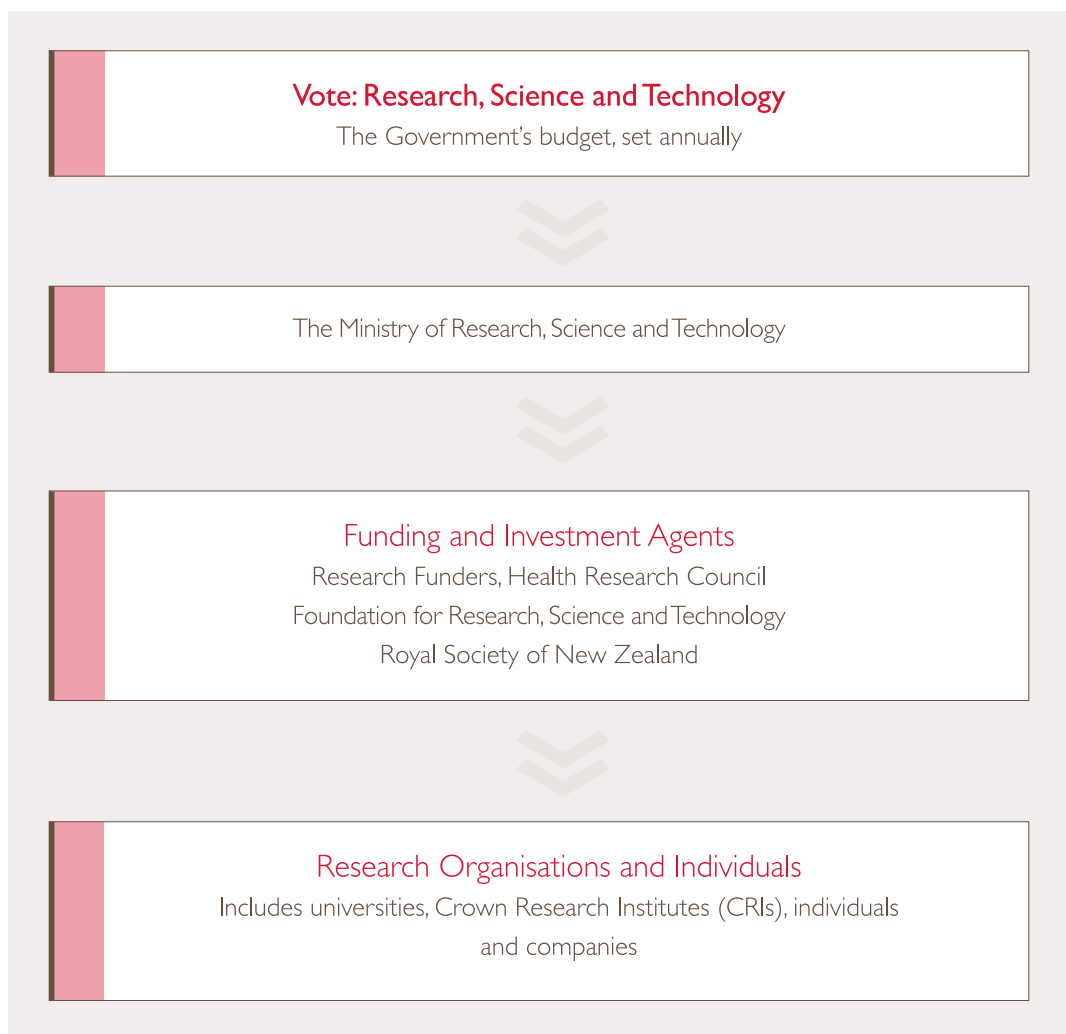 Vote: Research, Science and Technology
The Government’s budget, set annually
The Ministry of Research, Science and Technology
Funding and Investment Agents
Research Funders, Health Research Council
Foundation for Research, Science and Technology
Royal Society of New Zealand
Research Organisations and Individuals
Includes universities, Crown Research Institutes (CRIs), individuals
and companies